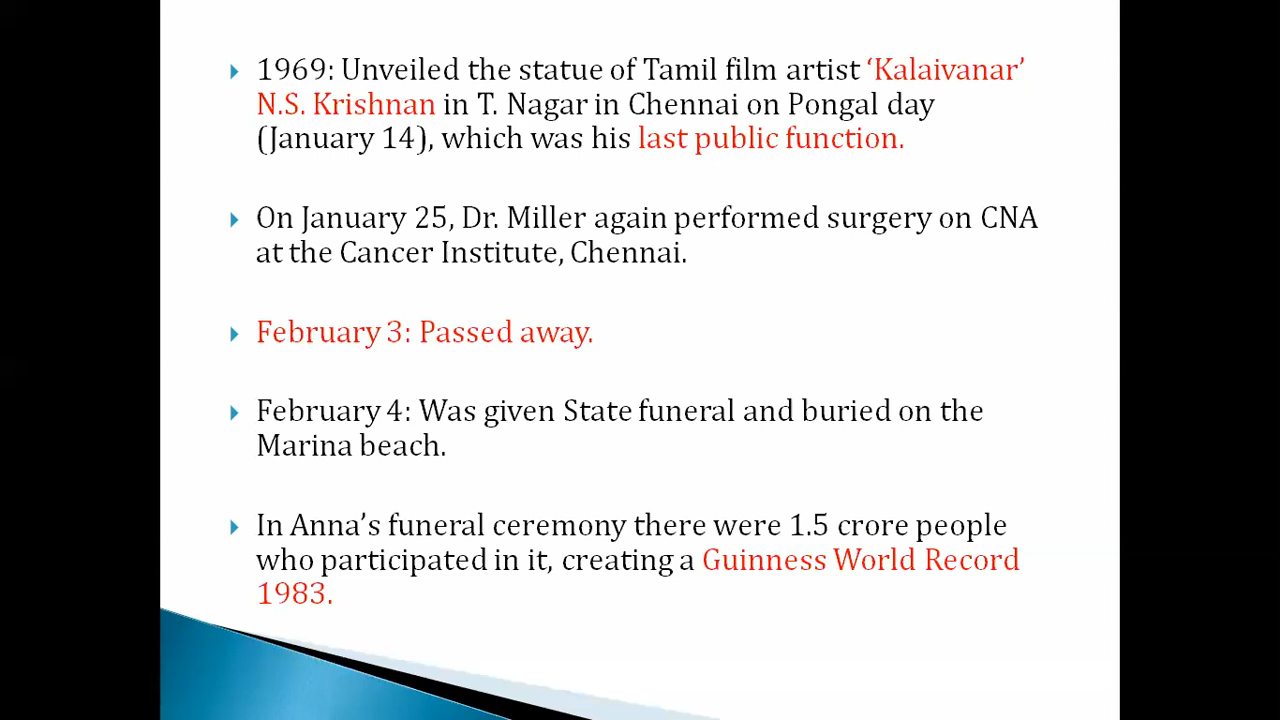 1969: Unveiled the statue of Tamil film artist ‘Kalaivanar’
N.S. Krishnan in T. Nagar in Chennai on Pongal day
(January 14), which was his last public function.
On January 25, Dr. Miller again performed surgery on CNA
at the Cancer Institute, Chennai.
February 3: Passed away.
February 4: Was given State funeral and buried on the
Marina beach.
In Anna’s funeral ceremony there were 1.5 crore people
who participated in it, creating a Guinness World Record
1983.